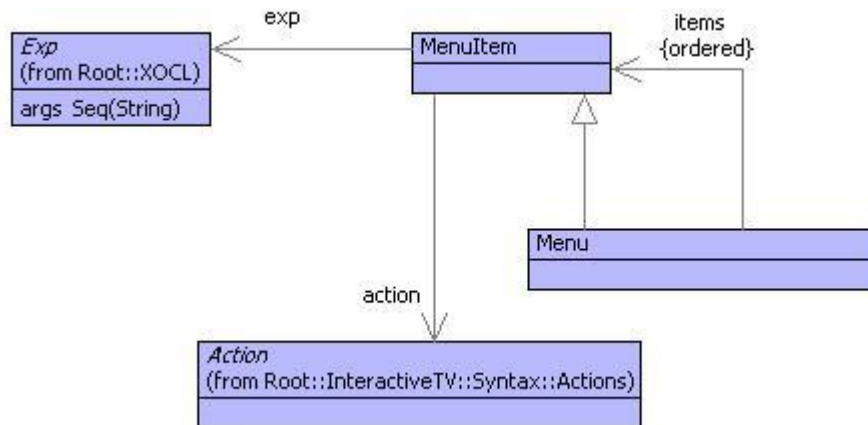 exp
items
{ordered}
Exp
(from Root::XOCL)
args Seq(String)
MenuItem
Menu
action
Action
(from Root::InteractiveTV::Syntax::Actions)